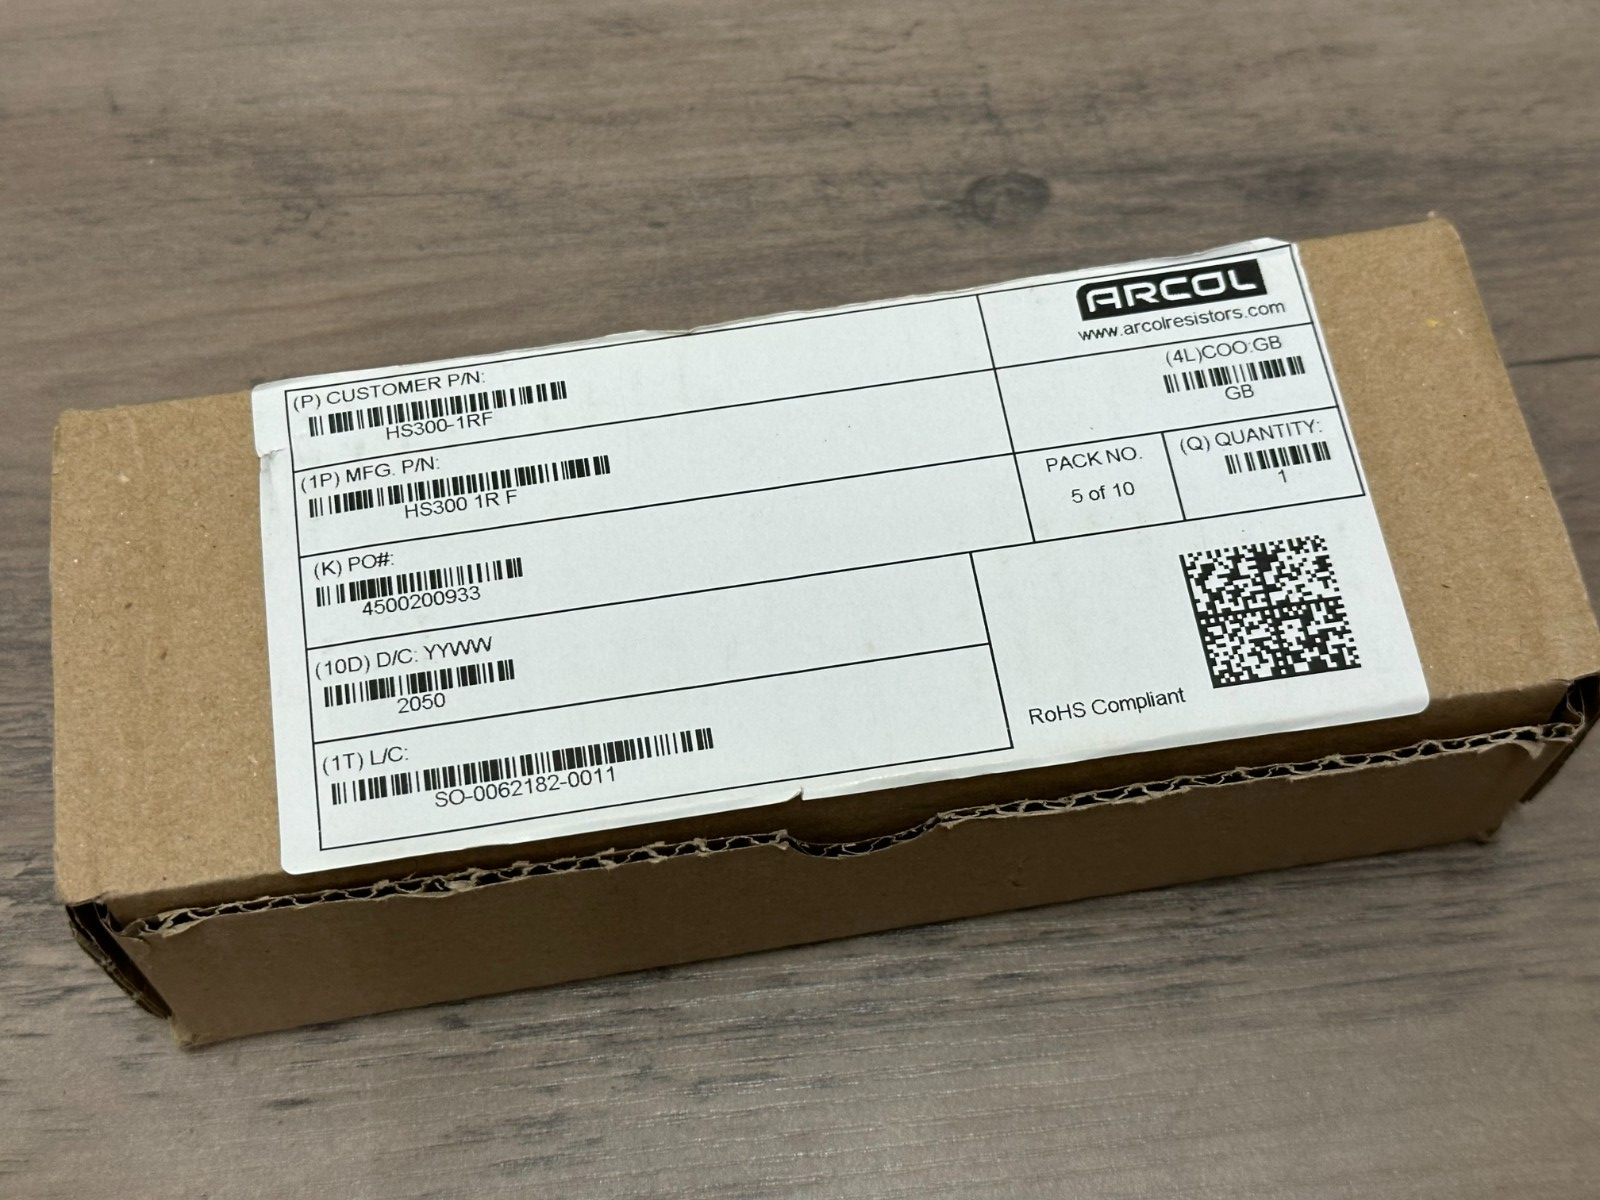 (P) CUSTOMER P/N:
HS300-1RF
ARCOL
www.arcolresistors.com
(1P) MFG. P/N:
HS300 1R F
(4L)COO:GB
GB
(K) PO#:
4500200933
PACK NO.
5 of 10
(Q) QUANTITY:
1
(10D) D/C: YYWW
2050
(1T) L/C:
SO-0062182-0011
RoHS Compliant